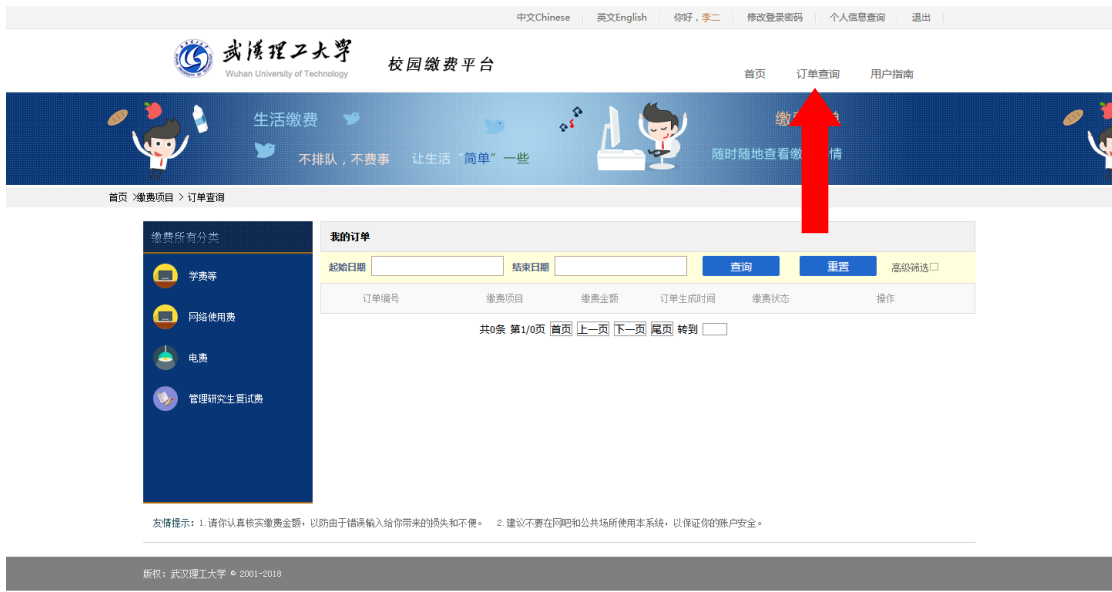 中文Chinese 英文English 你好，李二 修改登录密码 个人信息查询 退出
武汉理工大学
Wuhan University of Technology
校园缴费平台
首页 订单查询 用户指南
生活缴费
不排队，不费事 让生活“简单”一些
随时随地查看缴
情
首页 >缴费项目 > 订单查询
缴费所有分类
学费等
网络使用费
电费
管理研究生复试费
我的订单
起始日期 结束日期 查询 重置 高级筛选
订单编号 缴费项目 缴费金额 订单生成时间 缴费状态 操作
共0条 第1/0页 首页 上一页 下一页 尾页 转到
友情提示：1.请你认真核实缴费金额，以防由于错误输入给你带来的损失和不便。 2.建议不要在网吧和公共场所使用本系统，以保证你的账户安全。
版权：武汉理工大学 © 2001-2018